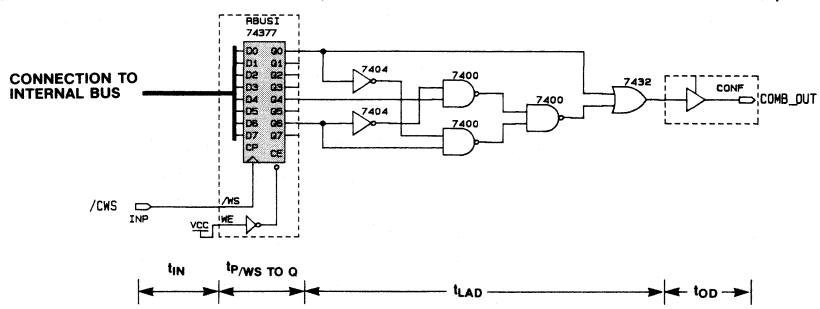 RBUSI
74377
CONNECTION TO
INTERNAL BUS
D0 Q0
D1 Q1
D2 Q2
D3 Q3
D4 Q4
D5 Q5
D6 Q6
D7 Q7
CP
CE
7404
7404
7400
7400
7400
7432
CONF
COMB_OUT
/CWS
INP
/WS
VCC WE
tIN
tP/WS TO Q
tLAD
tOD